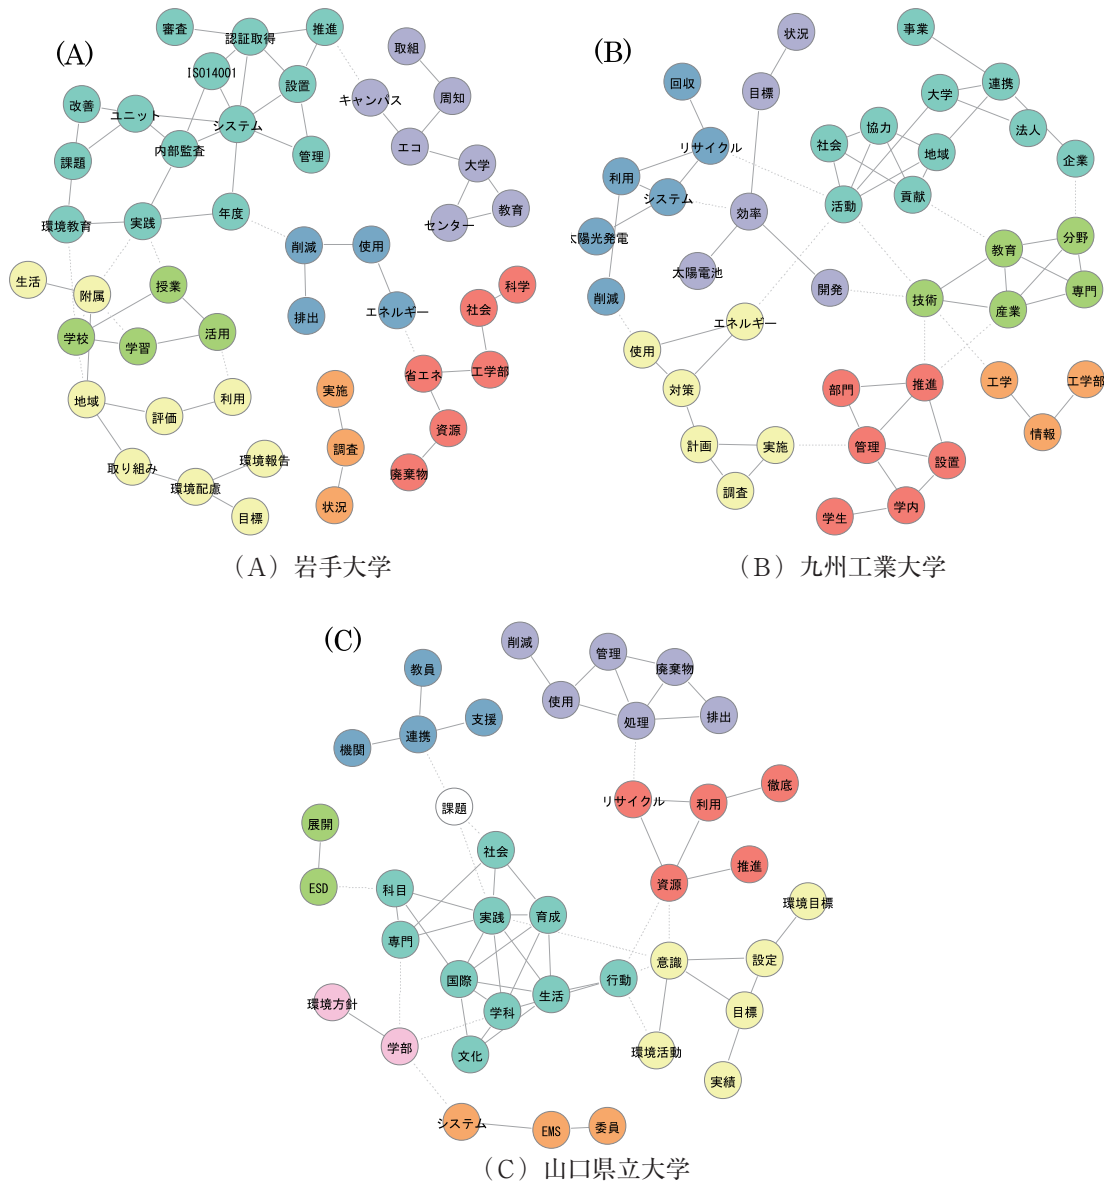 (A)
審査
認証取得
推進
取組
ISO14001
設置
キャンパス
周知
改善
ユニット
システム
内部監査
管理
エコ
大学
課題
教育
センター
環境教育
実践
年度
削減
使用
生活
附属
授業
排出
エネルギー
社会
科学
学校
学習
活用
省エネ
工学部
地域
評価
利用
実施
資源
調査
廃棄物
取り組み
環境配慮
環境報告
目標
状況
(A) 岩手大学
(B)
状況
事業
回収
目標
大学
連携
法人
協力
社会
地域
企業
リサイクル
利用
システム
活動
貢献
効率
太陽光発電
太陽電池
教育
分野
開発
専門
削減
技術
産業
エネルギー
使用
対策
部門
推進
工学
工学部
計画
実施
管理
情報
設置
調査
学生
学内
(B) 九州工業大学
(C)
削減
管理
廃棄物
教員
使用
処理
排出
支援
連携
機関
課題
リサイクル
利用
徹底
展開
社会
推進
ESD
科目
資源
環境目標
実践
育成
専門
意識
設定
国際
生活
行動
環境方針
学科
目標
学部
文化
環境活動
実績
システム
EMS
委員
(C) 山口県立大学